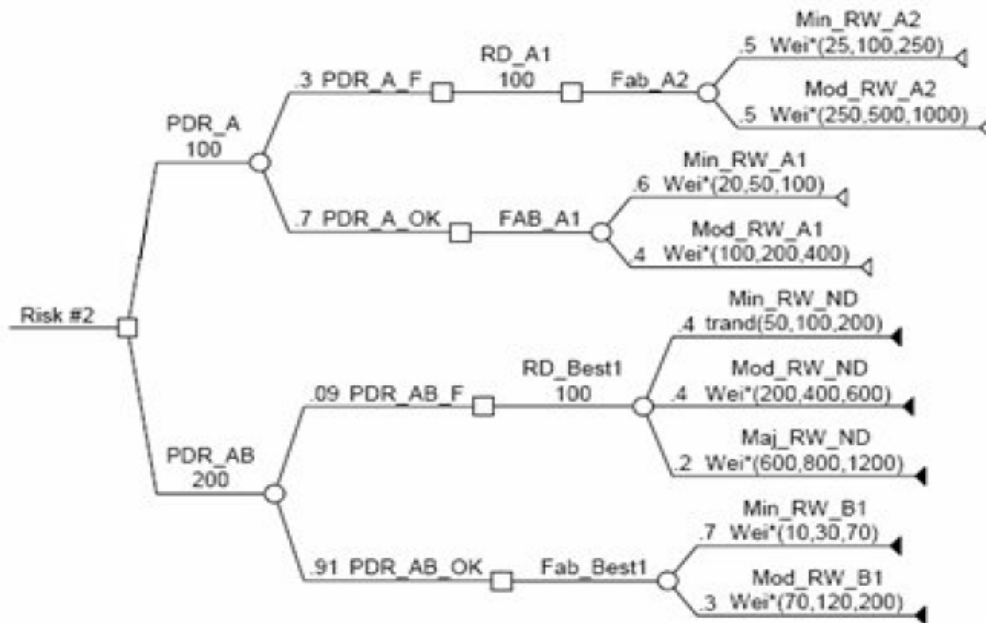 Min_RW_A2
.5 Wei*(25,100,250)
RD_A1
.3 PDR_A_F 100 Fab_A2
Mod_RW_A2
.5 Wei*(250,500,1000)
PDR_A
100
Min_RW_A1
.6 Wei*(20,50,100)
.7 PDR_A_OK FAB_A1
Mod_RW_A1
.4 Wei*(100,200,400)
Risk #2
Min_RW_ND
.4 trand(50,100,200)
RD_Best1
.09 PDR_AB_F 100
Mod_RW_ND
.4 Wei*(200,400,600)
Maj_RW_ND
.2 Wei*(600,800,1200)
PDR_AB
200
Min_RW_B1
.7 Wei*(10,30,70)
.91 PDR_AB_OK Fab_Best1
Mod_RW_B1
.3 Wei*(70,120,200)